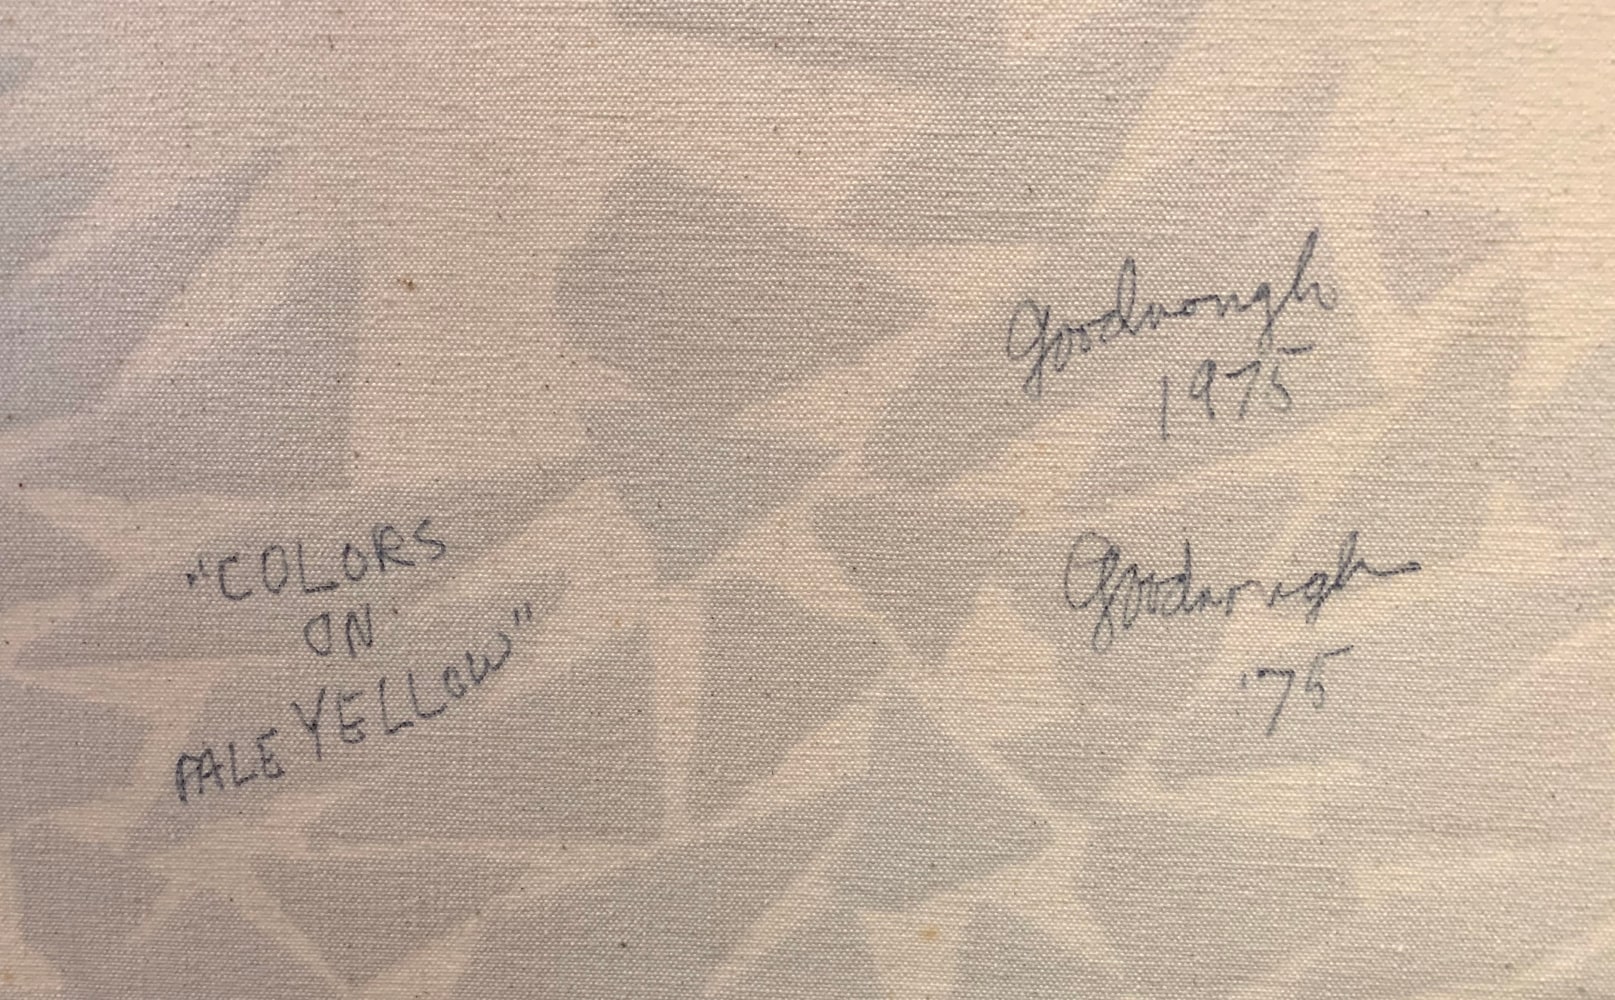 Goodnough
1975
"COLORS
ON
PALE YELLOW"
Goodnough
'75